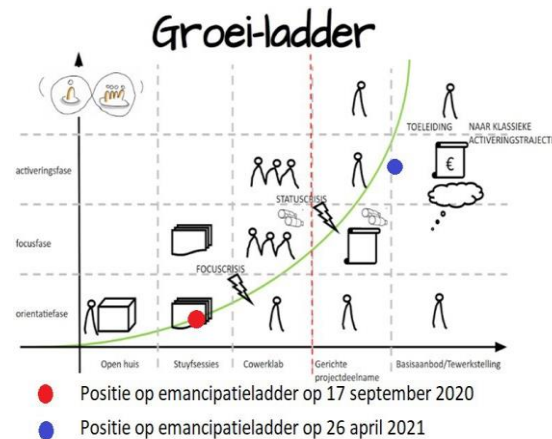 Groei-ladder
TOELEIDING NAAR KLASSIEKE
ACTIVERINGSTRAJECTE
activeringsfase
€
STATUSCRISIS
focusfase
FOCUSCRISIS
orientatiefase
Open huis
Stuyfsessies
Cowerklab
Gerichte
projectdeelname
Basisaanbod/Tewerkstelling
Positie op emancipatieladder op 17 september 2020
Positie op emancipatieladder op 26 april 2021